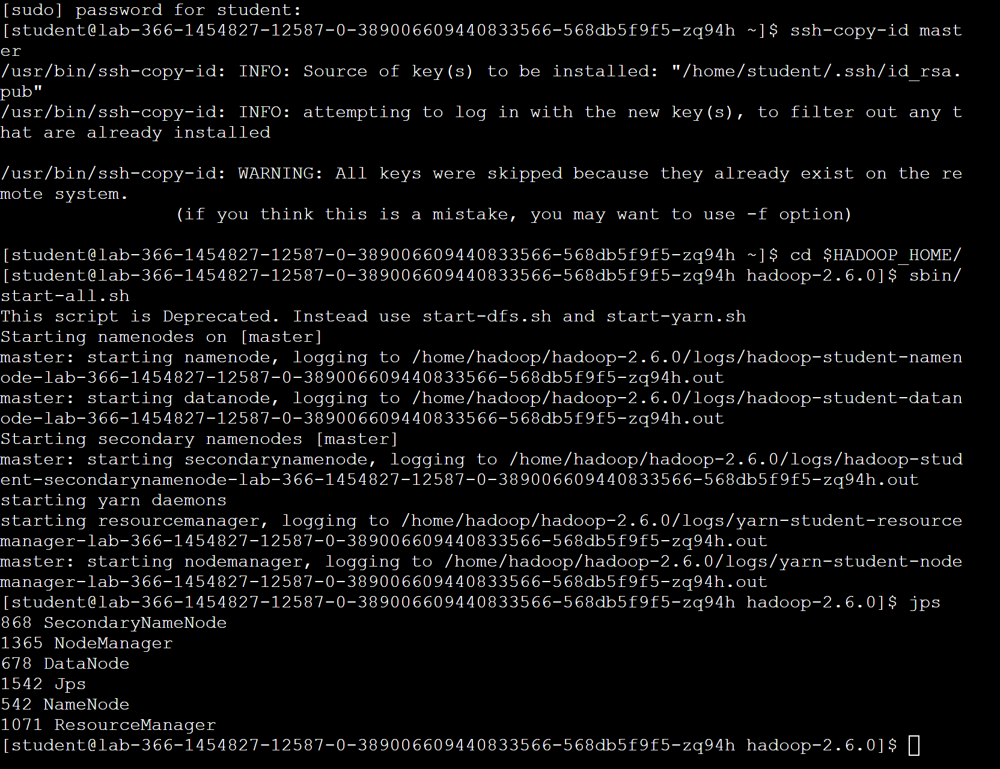 [sudo] password for student:
[student@lab-366-1454827-12587-0-389006609440833566-568db5f9f5-zq94h ~]$ ssh-copy-id mast
er
/usr/bin/ssh-copy-id: INFO: Source of key(s) to be installed: "/home/student/.ssh/id_rsa.
pub"
/usr/bin/ssh-copy-id: INFO: attempting to log in with the new key(s), to filter out any t
hat are already installed
/usr/bin/ssh-copy-id: WARNING: All keys were skipped because they already exist on the re
mote system.
(if you think this is a mistake, you may want to use -f option)
[student@lab-366-1454827-12587-0-389006609440833566-568db5f9f5-zq94h ~]$ cd $HADOOP_HOME/
[student@lab-366-1454827-12587-0-389006609440833566-568db5f9f5-zq94h hadoop-2.6.0]$ sbin/
start-all.sh
This script is Deprecated. Instead use start-dfs.sh and start-yarn.sh
Starting namenodes on [master]
master: starting namenode, logging to /home/hadoop/hadoop-2.6.0/logs/hadoop-student-namen
ode-lab-366-1454827-12587-0-389006609440833566-568db5f9f5-zq94h.out
master: starting datanode, logging to /home/hadoop/hadoop-2.6.0/logs/hadoop-student-datan
ode-lab-366-1454827-12587-0-389006609440833566-568db5f9f5-zq94h.out
Starting secondary namenodes [master]
master: starting secondarynamenode, logging to /home/hadoop/hadoop-2.6.0/logs/hadoop-stud
ent-secondarynamenode-lab-366-1454827-12587-0-389006609440833566-568db5f9f5-zq94h.out
starting yarn daemons
starting resourcemanager, logging to /home/hadoop/hadoop-2.6.0/logs/yarn-student-resource
manager-lab-366-1454827-12587-0-389006609440833566-568db5f9f5-zq94h.out
master: starting nodemanager, logging to /home/hadoop/hadoop-2.6.0/logs/yarn-student-node
manager-lab-366-1454827-12587-0-389006609440833566-568db5f9f5-zq94h.out
[student@lab-366-1454827-12587-0-389006609440833566-568db5f9f5-zq94h hadoop-2.6.0]$ jps
868 SecondaryNameNode
1365 NodeManager
678 DataNode
1542 Jps
542 NameNode
1071 ResourceManager
[student@lab-366-1454827-12587-0-389006609440833566-568db5f9f5-zq94h hadoop-2.6.0]$